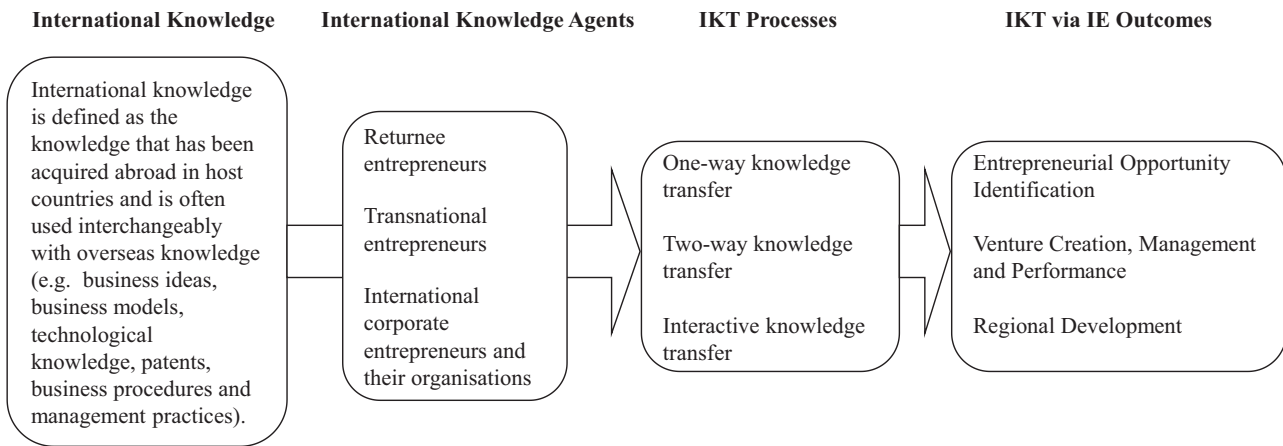 International Knowledge
International Knowledge Agents
IKT Processes
IKT via IE Outcomes
International knowledge
is defined as the
knowledge that has been
acquired abroad in host
countries and is often
used interchangeably
with overseas knowledge
(e.g. business ideas,
business models,
technological
knowledge, patents,
business procedures and
management practices).
Returnee
entrepreneurs
Transnational
entrepreneurs
International
corporate
entrepreneurs and
their organisations
One-way knowledge
transfer
Two-way knowledge
transfer
Interactive knowledge
transfer
Entrepreneurial Opportunity
Identification
Venture Creation, Management
and Performance
Regional Development